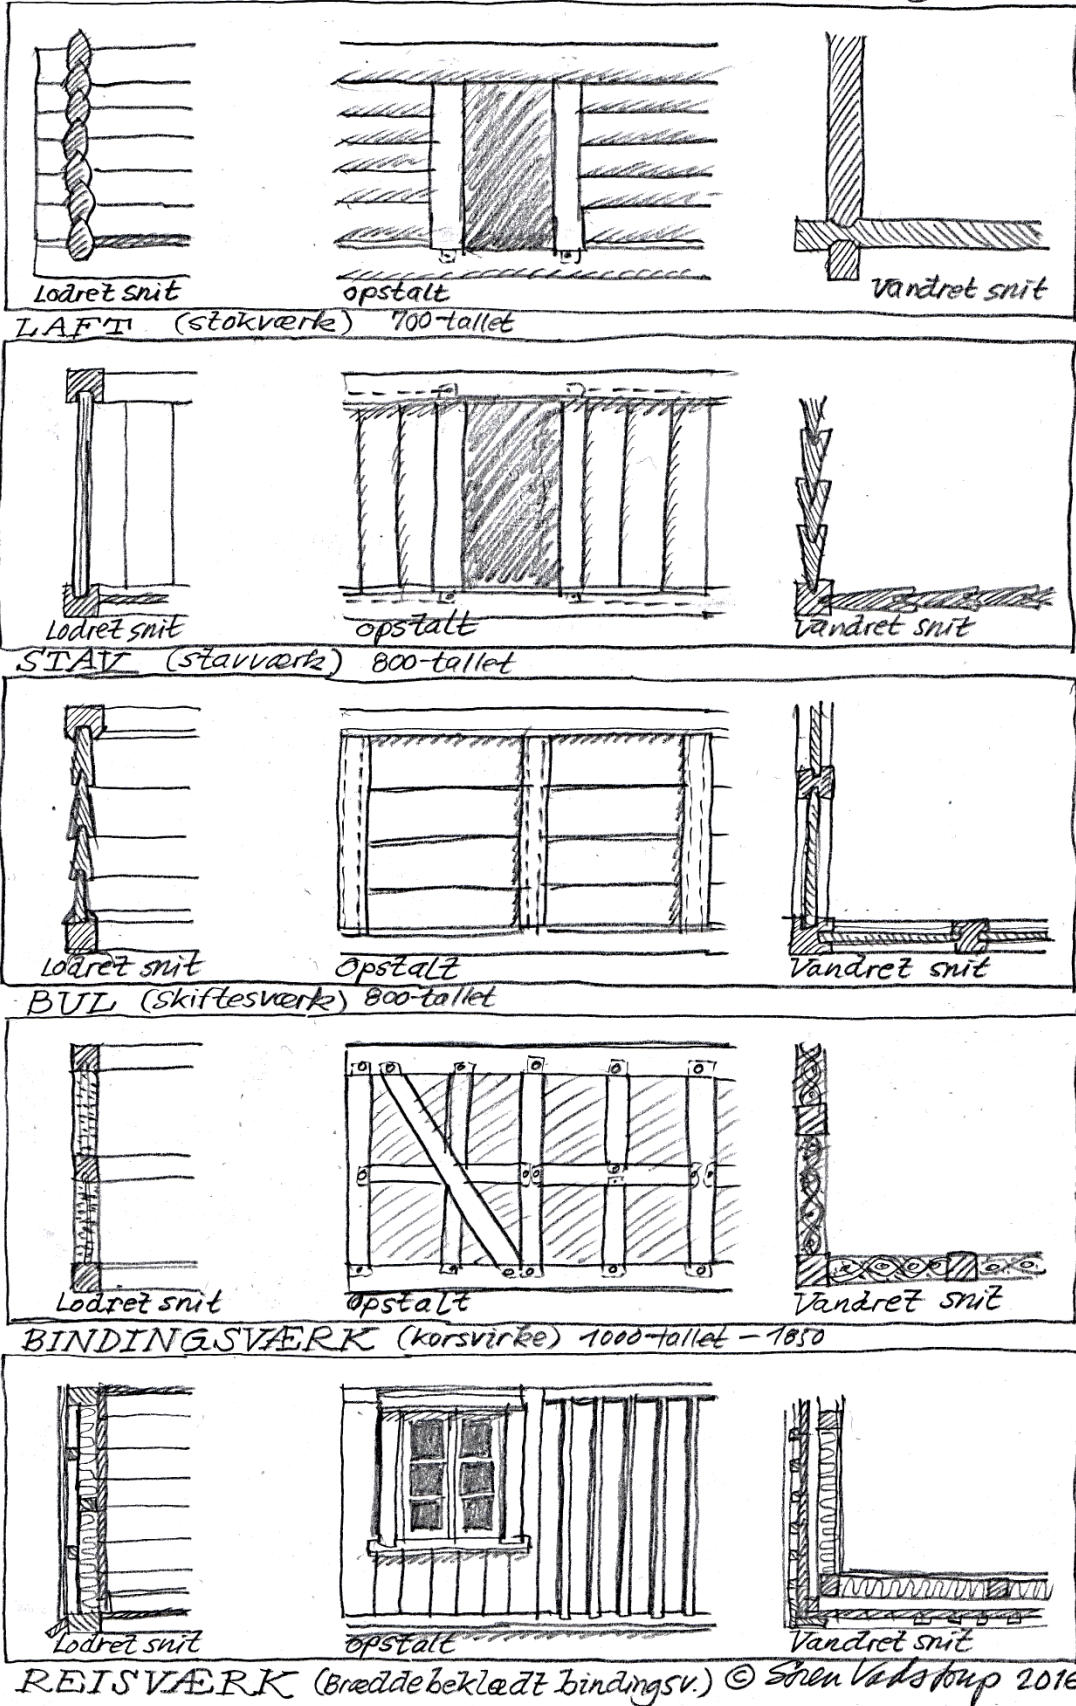 Lodret snit opstalt Vandret snit
LAFT (stokværk) 700-tallet
Lodret snit opstalt Vandret snit
STAV (stavværk) 800-tallet
Lodret snit Opstalt Vandret snit
BUL (skiftesværk) 800-tallet
Lodret snit Opstalt Vandret snit
BINDINGSVÆRK (korsvirke) 1000-tallet – 1850
Lodret snit opstalt Vandret snit
REISVÆRK (Bræddebeklædt bindingsv.) © Søren Vadstrup 2016